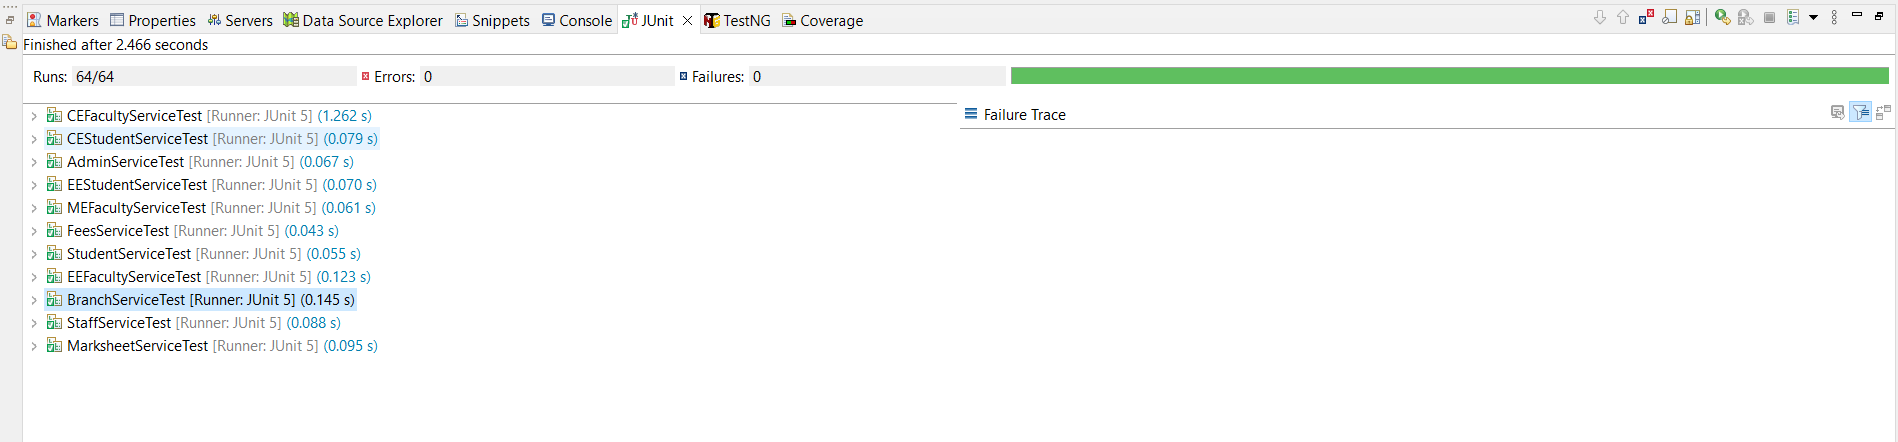 Markers Properties Servers Data Source Explorer Snippets Console JUnit TestNG Coverage
Finished after 2.466 seconds
Runs: 64/64 Errors: 0 Failures: 0
CEFacultyServiceTest [Runner: JUnit 5] (1.262 s)
Failure Trace
CEStudentServiceTest [Runner: JUnit 5] (0.079 s)
AdminServiceTest [Runner: JUnit 5] (0.067 s)
EEStudentServiceTest [Runner: JUnit 5] (0.070 s)
MEFacultyServiceTest [Runner: JUnit 5] (0.061 s)
FeesServiceTest [Runner: JUnit 5] (0.043 s)
StudentServiceTest [Runner: JUnit 5] (0.055 s)
EEFacultyServiceTest [Runner: JUnit 5] (0.123 s)
BranchServiceTest [Runner: JUnit 5] (0.145 s)
StaffServiceTest [Runner: JUnit 5] (0.088 s)
MarksheetServiceTest [Runner: JUnit 5] (0.095 s)